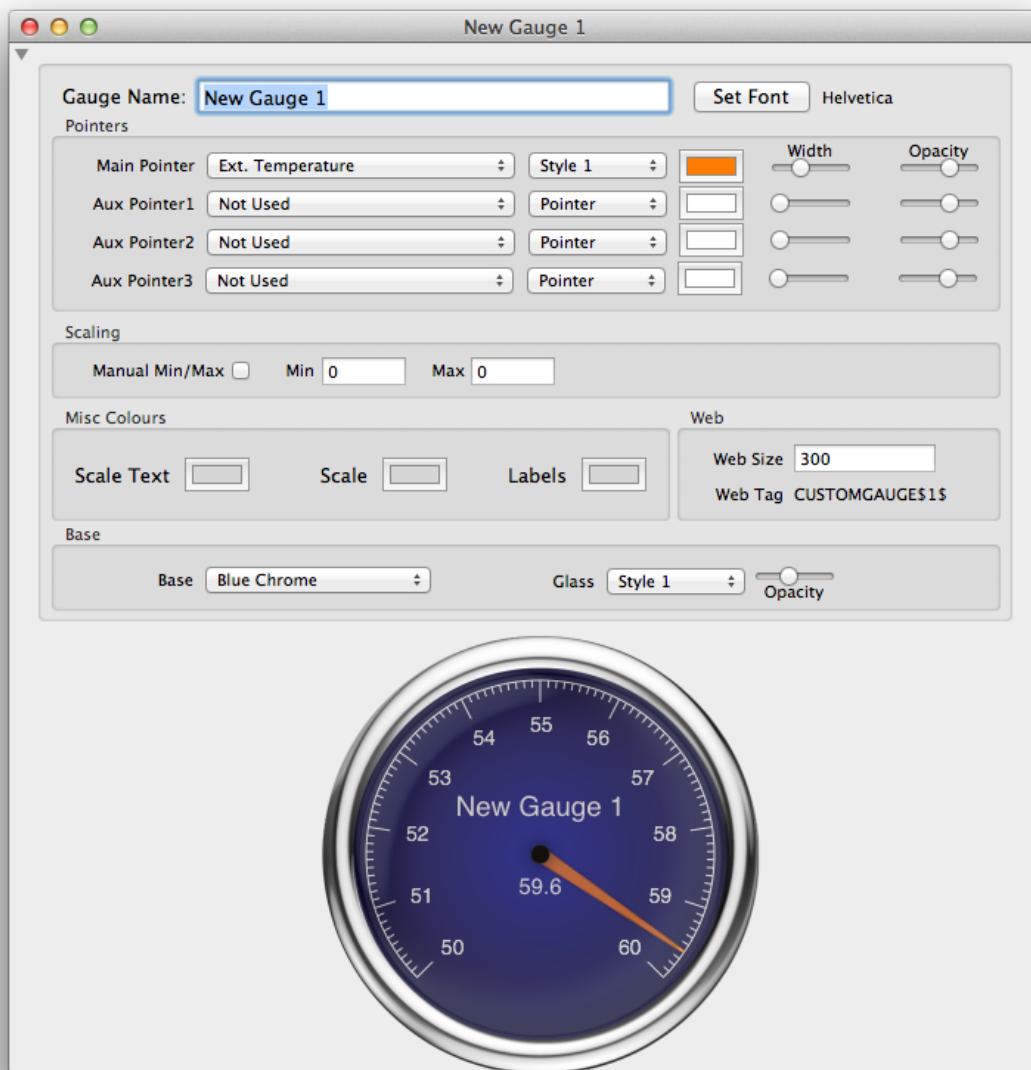 New Gauge 1
Gauge Name: New Gauge 1 Set Font Helvetica
Pointers
Width Opacity
Main Pointer Ext. Temperature Style 1
Aux Pointer1 Not Used Pointer
Aux Pointer2 Not Used Pointer
Aux Pointer3 Not Used Pointer
Scaling
Manual Min/Max Min 0 Max 0
Misc Colours Web
Scale Text Scale Labels
Web Size 300
Web Tag CUSTOMGAUGE$1$
Base
Base Blue Chrome Glass Style 1
Opacity
55
54 56
53 57
New Gauge 1
52 58
59.6
51 59
50 60